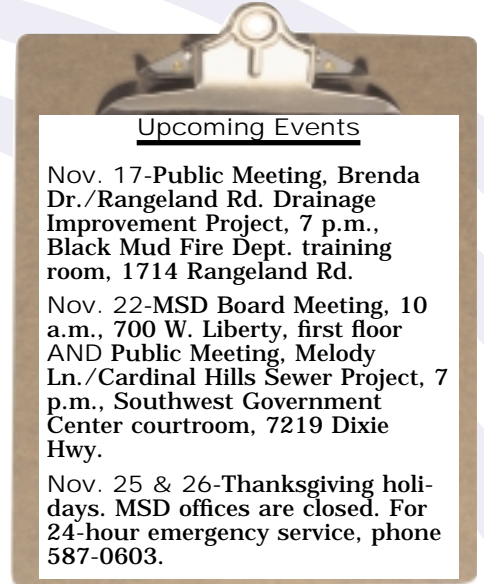 Upcoming Events
Nov. 17-Public Meeting, Brenda
Dr./Rangeland Rd. Drainage
Improvement Project, 7 p.m.,
Black Mud Fire Dept. training
room, 1714 Rangeland Rd.
Nov. 22-MSD Board Meeting, 10
a.m., 700 W. Liberty, first floor
AND Public Meeting, Melody
Ln./Cardinal Hills Sewer Project, 7
p.m., Southwest Government
Center courtroom, 7219 Dixie
Hwy.
Nov. 25 & 26-Thanksgiving holi-
days. MSD offices are closed. For
24-hour emergency service, phone
587-0603.